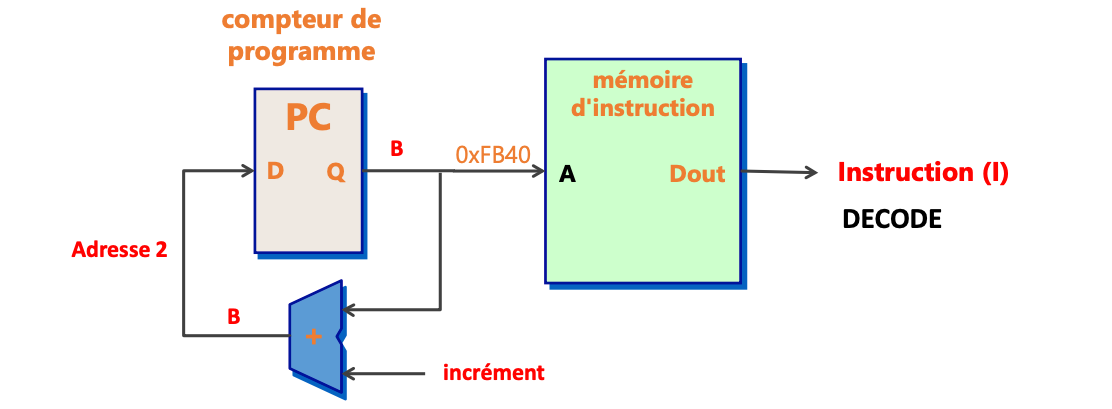 compteur de
programme
PC
D
Q
B
0xFB40
mémoire
d'instruction
A
Dout
Instruction (I)
DECODE
Adresse 2
B
+
incrément